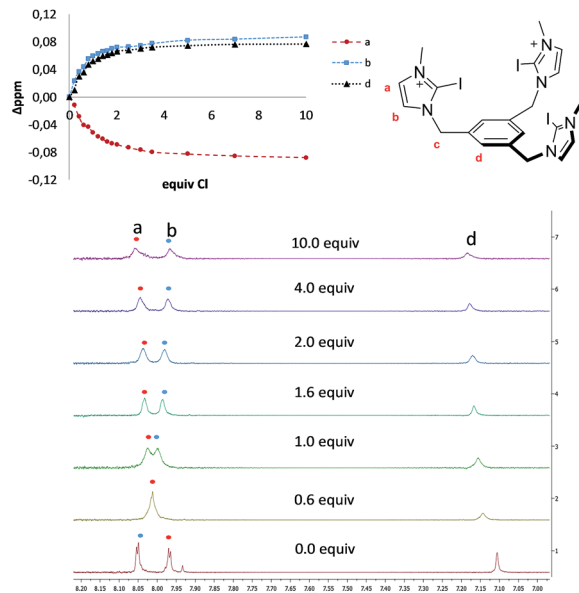 0,12
0,08
0,04
0,00
-0,04
-0,08
-0,12
Δppm
0 2 4 6 8 10
equiv Cl
a
b
d
N
I
N
+
N
I
N
+
N
I
N
a
b
c
d
a b d
10.0 equiv
4.0 equiv
2.0 equiv
1.6 equiv
1.0 equiv
0.6 equiv
0.0 equiv
7
6
5
4
3
2
1
8.20 8.15 8.10 8.05 8.00 7.95 7.90 7.85 7.80 7.75 7.70 7.65 7.60 7.55 7.50 7.45 7.40 7.35 7.30 7.25 7.20 7.15 7.10 7.05 7.00